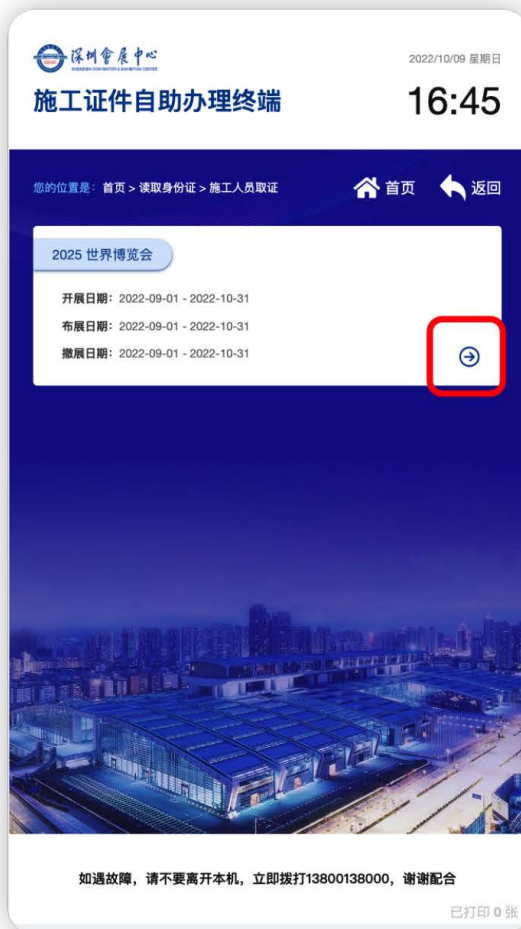 深圳會展中心
SHENZHEN CONVENTION & EXHIBITION CENTER
2022/10/09 星期日
施工证件自助办理终端
16:45
您的位置是：首页 > 读取身份证 > 施工人员取证
首页
返回
2025 世界博览会
开展日期：2022-09-01 - 2022-10-31
布展日期：2022-09-01 - 2022-10-31
撤展日期：2022-09-01 - 2022-10-31
如遇故障，请不要离开本机，立即拨打13800138000，谢谢配合
已打印 0 张